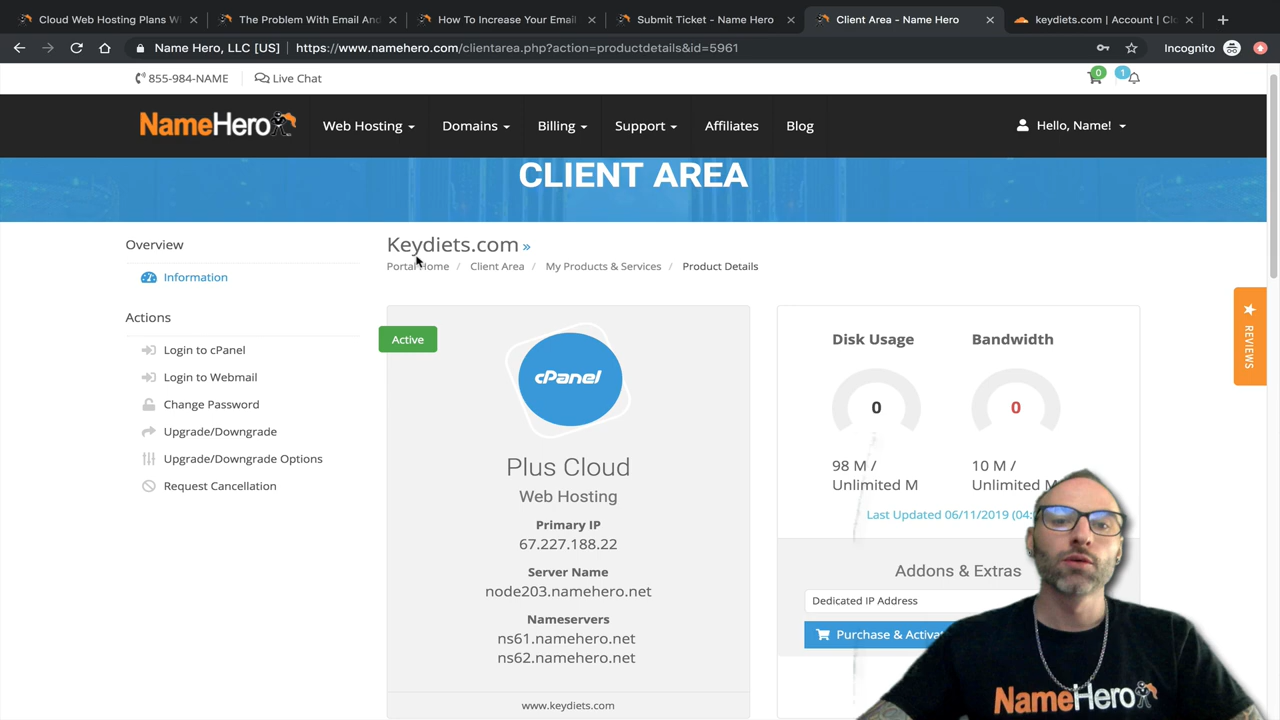 Cloud Web Hosting Plans Wi
The Problem With Email And
How To Increase Your Email
Submit Ticket - Name Hero
Client Area - Name Hero
keydiets.com | Account | Clo
Name Hero, LLC [US] | https://www.namehero.com/clientarea.php?action=productdetails&id=5961
Incognito
855-984-NAME
Live Chat
0
1
NameHero
Web Hosting
Domains
Billing
Support
Affiliates
Blog
Hello, Name!
CLIENT AREA
Overview
Information
Actions
Login to cPanel
Login to Webmail
Change Password
Upgrade/Downgrade
Upgrade/Downgrade Options
Request Cancellation
Keydiets.com »
Portal Home / Client Area / My Products & Services / Product Details
Active
cPanel
Plus Cloud
Web Hosting
Primary IP
67.227.188.22
Server Name
node203.namehero.net
Nameservers
ns61.namehero.net
ns62.namehero.net
www.keydiets.com
Disk Usage
Bandwidth
0
0
98 M /
Unlimited M
10 M /
Unlimited M
Last Updated 06/11/2019 (04:
Addons & Extras
Dedicated IP Address
Purchase & Activat
REVIEWS
NameHero